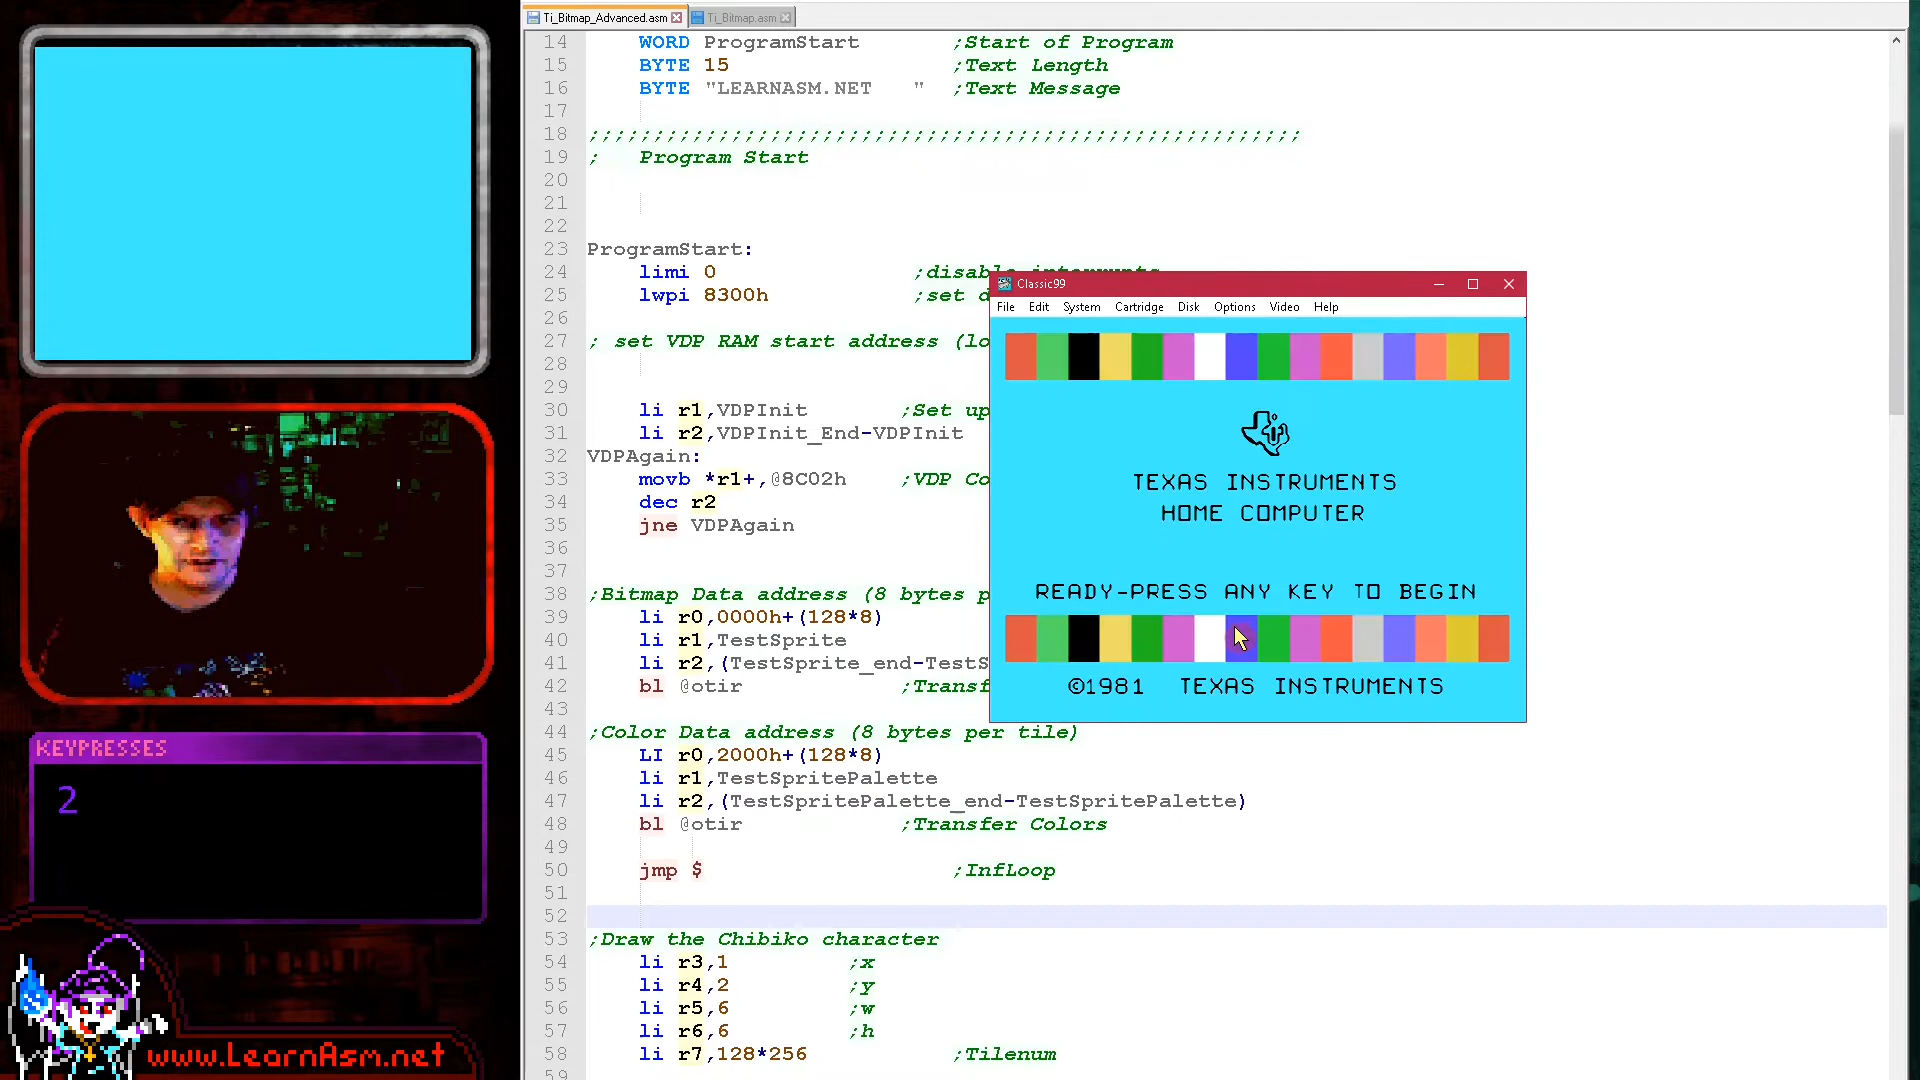 Ti_Bitmap_Advanced.asm
Ti_Bitmap.asm
14 WORD ProgramStart ;Start of Program
15 BYTE 15 ;Text Length
16 BYTE "LEARNASM.NET   " ;Text Message
17
18 ;;;;;;;;;;;;;;;;;;;;;;;;;;;;;;;;;;;;;;;;;;;;;;;;;;;;;;;
19 ; Program Start
20
21
22
23 ProgramStart:
24 limi 0 ;disable interrupts
25 lwpi 8300h ;set d
26
27 ; set VDP RAM start address (lo
28
29
30 li r1,VDPInit ;Set up
31 li r2,VDPInit_End-VDPInit
32 VDPAgain:
33 movb *r1+,@8C02h ;VDP Co
34 dec r2
35 jne VDPAgain
36
37
38 ;Bitmap Data address (8 bytes p
39 li r0,0000h+(128*8)
40 li r1,TestSprite
41 li r2,(TestSprite_end-TestS
42 bl @otir ;Transf
43
44 ;Color Data address (8 bytes per tile)
45 LI r0,2000h+(128*8)
46 li r1,TestSpritePalette
47 li r2,(TestSpritePalette_end-TestSpritePalette)
48 bl @otir ;Transfer Colors
49
50 jmp $ ;InfLoop
51
52
53 ;Draw the Chibiko character
54 li r3,1 ;x
55 li r4,2 ;y
56 li r5,6 ;w
57 li r6,6 ;h
58 li r7,128*256 ;Tilenum
59
Classic99
File Edit System Cartridge Disk Options Video Help
TEXAS INSTRUMENTS
HOME COMPUTER
READY-PRESS ANY KEY TO BEGIN
©1981 TEXAS INSTRUMENTS
KEYPRESSES
2
www.LearnAsm.net